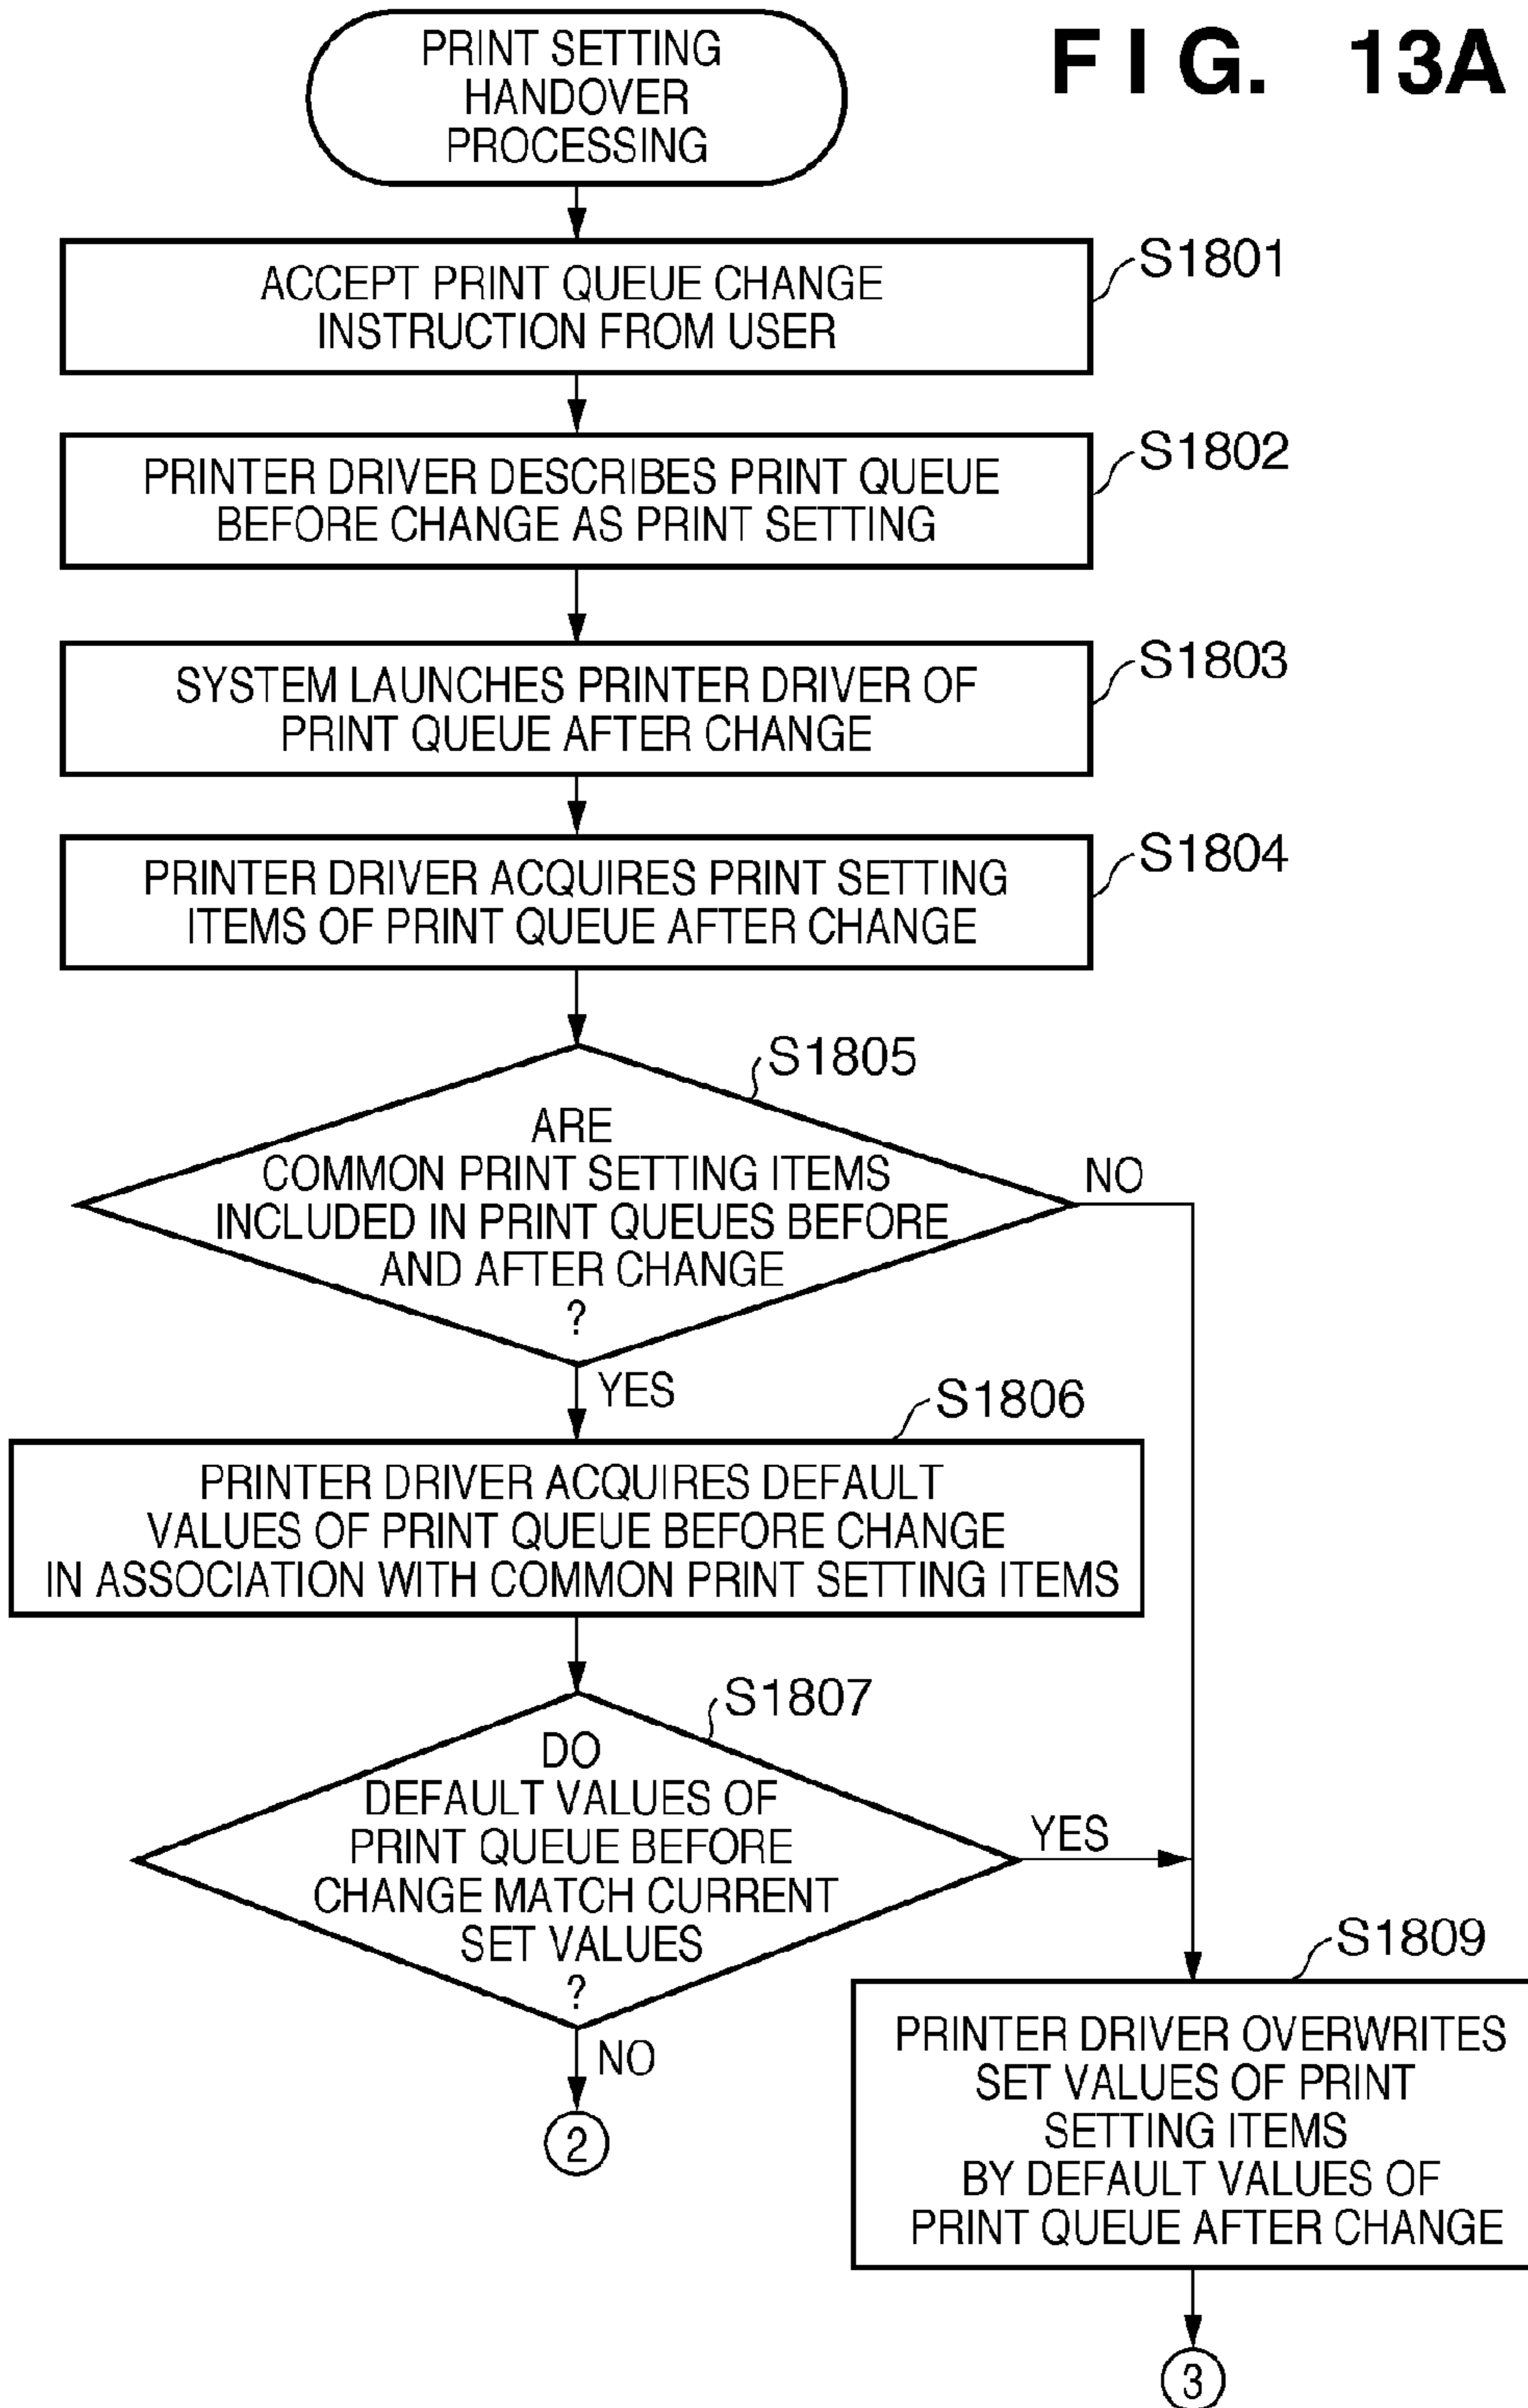 FIG. 13A
PRINT SETTING
HANDOVER
PROCESSING
S1801
ACCEPT PRINT QUEUE CHANGE
INSTRUCTION FROM USER
S1802
PRINTER DRIVER DESCRIBES PRINT QUEUE
BEFORE CHANGE AS PRINT SETTING
S1803
SYSTEM LAUNCHES PRINTER DRIVER OF
PRINT QUEUE AFTER CHANGE
S1804
PRINTER DRIVER ACQUIRES PRINT SETTING
ITEMS OF PRINT QUEUE AFTER CHANGE
S1805
ARE
COMMON PRINT SETTING ITEMS
INCLUDED IN PRINT QUEUES BEFORE
AND AFTER CHANGE
?
NO
YES
S1806
PRINTER DRIVER ACQUIRES DEFAULT
VALUES OF PRINT QUEUE BEFORE CHANGE
IN ASSOCIATION WITH COMMON PRINT SETTING ITEMS
S1807
DO
DEFAULT VALUES OF
PRINT QUEUE BEFORE
CHANGE MATCH CURRENT
SET VALUES
?
YES
NO
2
S1809
PRINTER DRIVER OVERWRITES
SET VALUES OF PRINT
SETTING ITEMS
BY DEFAULT VALUES OF
PRINT QUEUE AFTER CHANGE
3